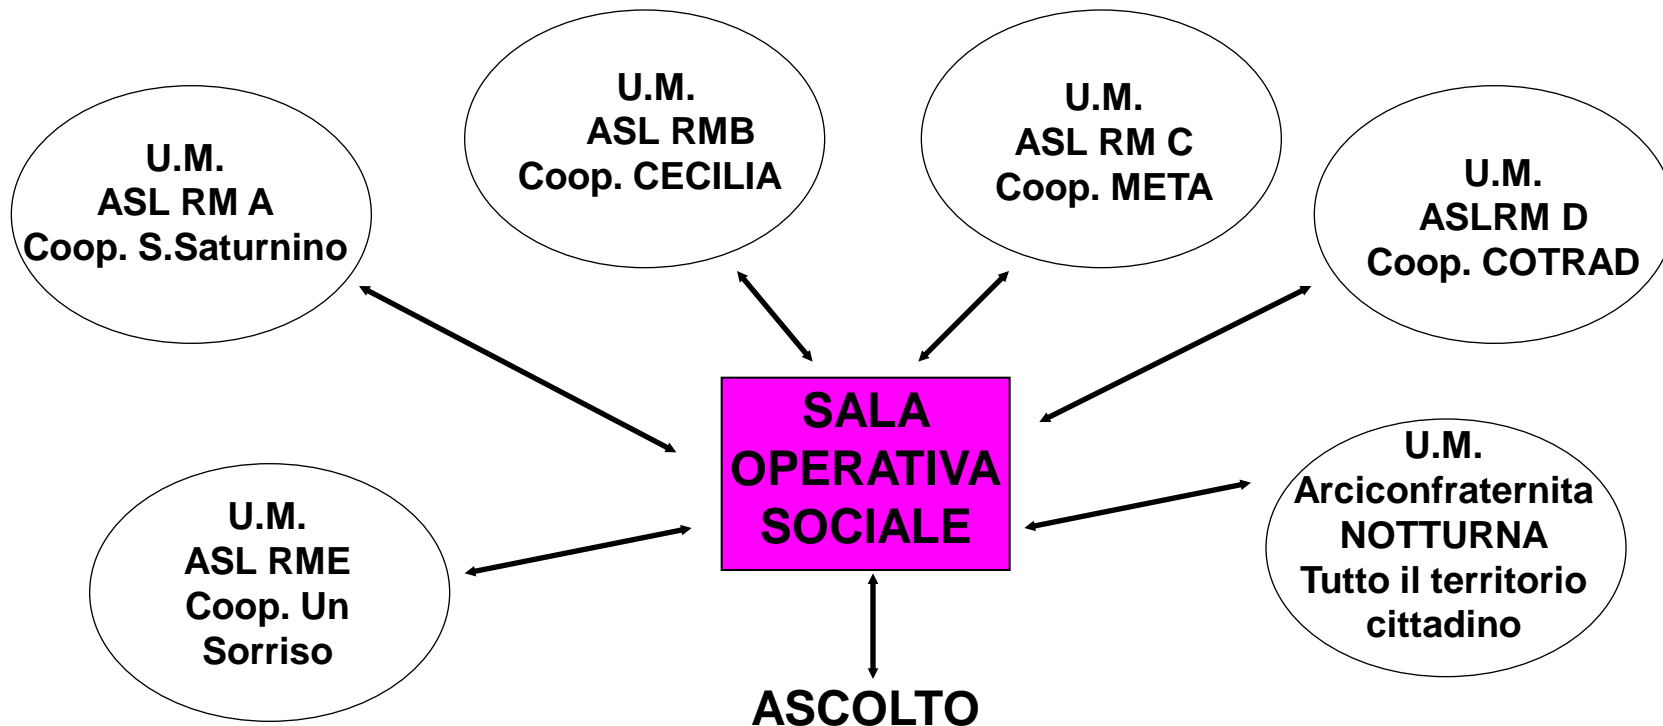 U.M.
ASL RM A
Coop. S.Saturnino
U.M.
ASL RMB
Coop. CECILIA
U.M.
ASL RM C
Coop. META
U.M.
ASLRM D
Coop. COTRAD
SALA
OPERATIVA
SOCIALE
U.M.
ASL RME
Coop. Un
Sorriso
U.M.
Arciconfraternita
NOTTURNA
Tutto il territorio
cittadino
ASCOLTO